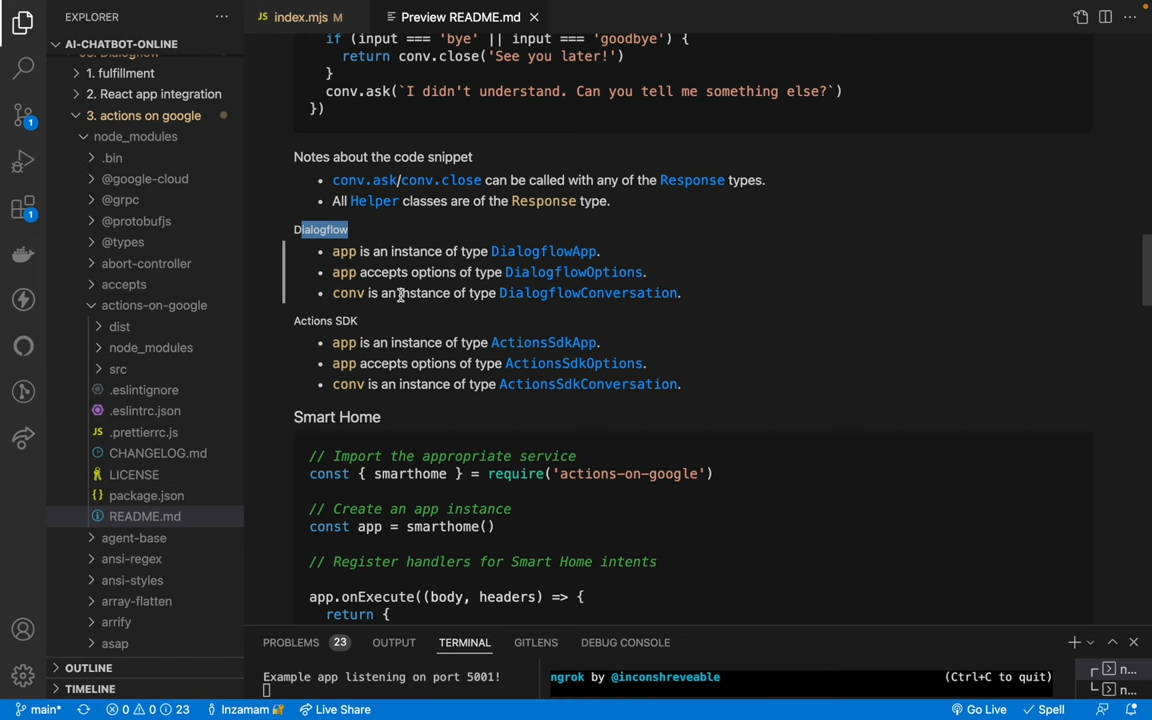 EXPLORER
index.mjs M
Preview README.md
AI-CHATBOT-ONLINE
1. fulfillment
2. React app integration
3. actions on google
node_modules
.bin
@google-cloud
@grpc
@protobufjs
@types
abort-controller
accepts
actions-on-google
dist
node_modules
src
.eslintignore
.eslintrc.json
.prettierrc.js
CHANGELOG.md
LICENSE
package.json
README.md
agent-base
ansi-regex
ansi-styles
array-flatten
arrify
asap
OUTLINE
TIMELINE
if (input === 'bye' || input === 'goodbye') {
return conv.close('See you later!')
}
conv.ask(`I didn't understand. Can you tell me something else?`)
})
Notes about the code snippet
• conv.ask/conv.close can be called with any of the Response types.
• All Helper classes are of the Response type.
Dialogflow
• app is an instance of type DialogflowApp.
• app accepts options of type DialogflowOptions.
• conv is an instance of type DialogflowConversation.
Actions SDK
• app is an instance of type ActionsSdkApp.
• app accepts options of type ActionsSdkOptions.
• conv is an instance of type ActionsSdkConversation.
Smart Home
// Import the appropriate service
const { smarthome } = require('actions-on-google')
// Create an app instance
const app = smarthome()
// Register handlers for Smart Home intents
app.onExecute((body, headers) => {
return {
PROBLEMS 23 OUTPUT TERMINAL GITLENS DEBUG CONSOLE
Example app listening on port 5001!
ngrok by @inconshreveable (Ctrl+C to quit)
n...
n...
main* 0 0 23 Inzamam Live Share Go Live Spell